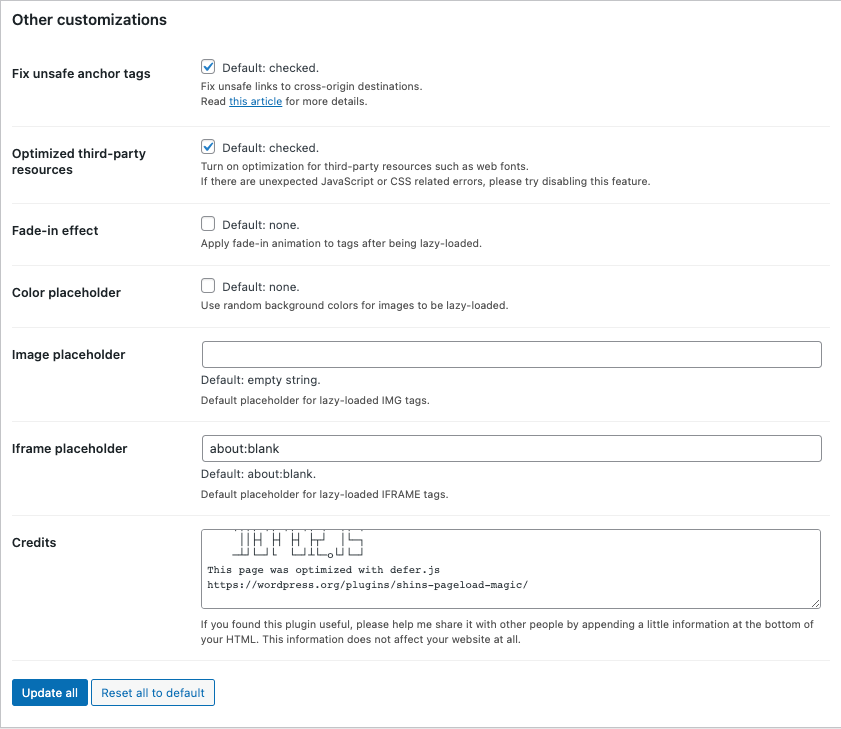 Other customizations
Fix unsafe anchor tags
Default: checked.
Fix unsafe links to cross-origin destinations.
Read this article for more details.
Optimized third-party
resources
Default: checked.
Turn on optimization for third-party resources such as web fonts.
If there are unexpected JavaScript or CSS related errors, please try disabling this feature.
Fade-in effect
Default: none.
Apply fade-in animation to tags after being lazy-loaded.
Color placeholder
Default: none.
Use random background colors for images to be lazy-loaded.
Image placeholder
Default: empty string.
Default placeholder for lazy-loaded IMG tags.
Iframe placeholder
about:blank
Default: about:blank.
Default placeholder for lazy-loaded IFRAME tags.
Credits
This page was optimized with defer.js
https://wordpress.org/plugins/shins-pageload-magic/
If you found this plugin useful, please help me share it with other people by appending a little information at the bottom of
your HTML. This information does not affect your website at all.
Update all
Reset all to default